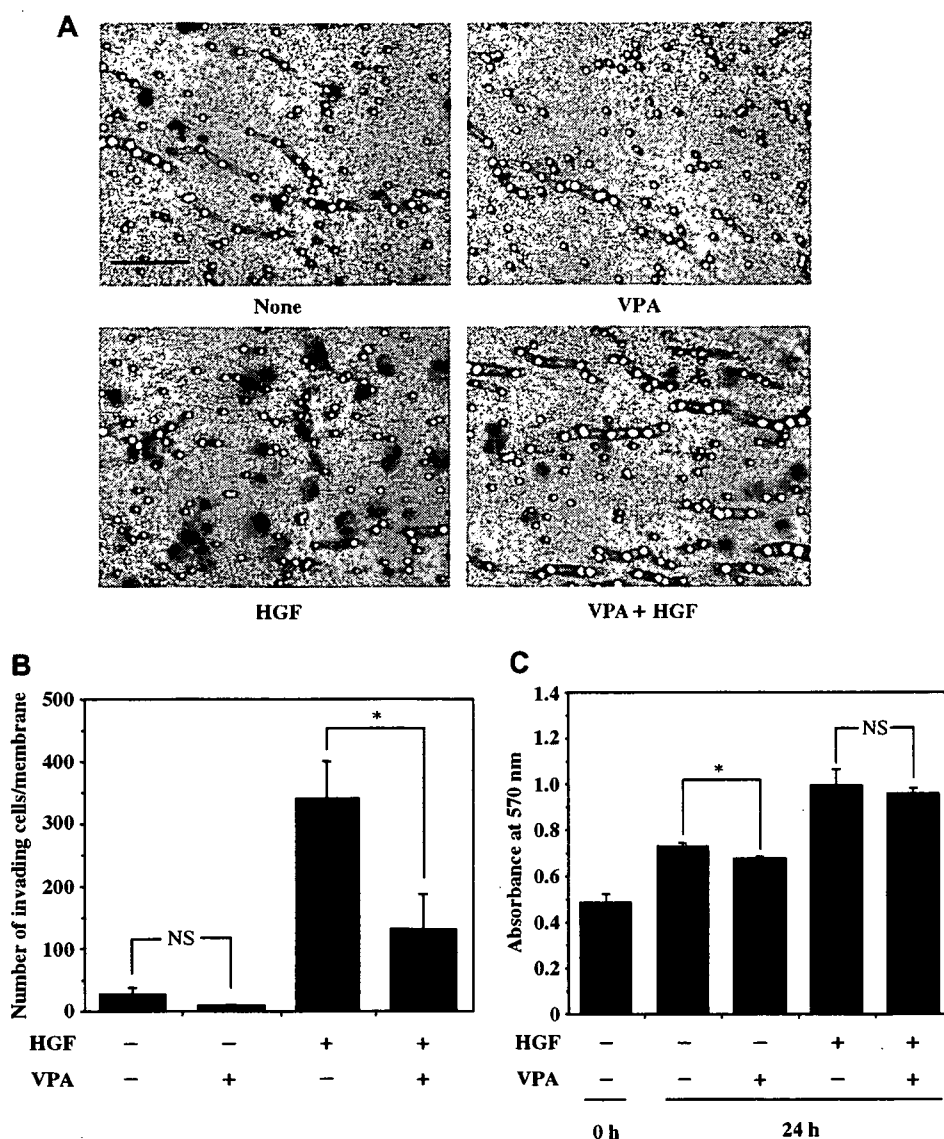 A
None
VPA
HGF
VPA + HGF
B
Number of invading cells/membrane
500
400
300
200
100
0
NS
*
HGF - - + +
VPA - + - +
C
Absorbance at 570 nm
1.4
1.2
1.0
0.8
0.6
0.4
0.2
0
*
NS
- - - + +
- - + - +
0 h
24 h